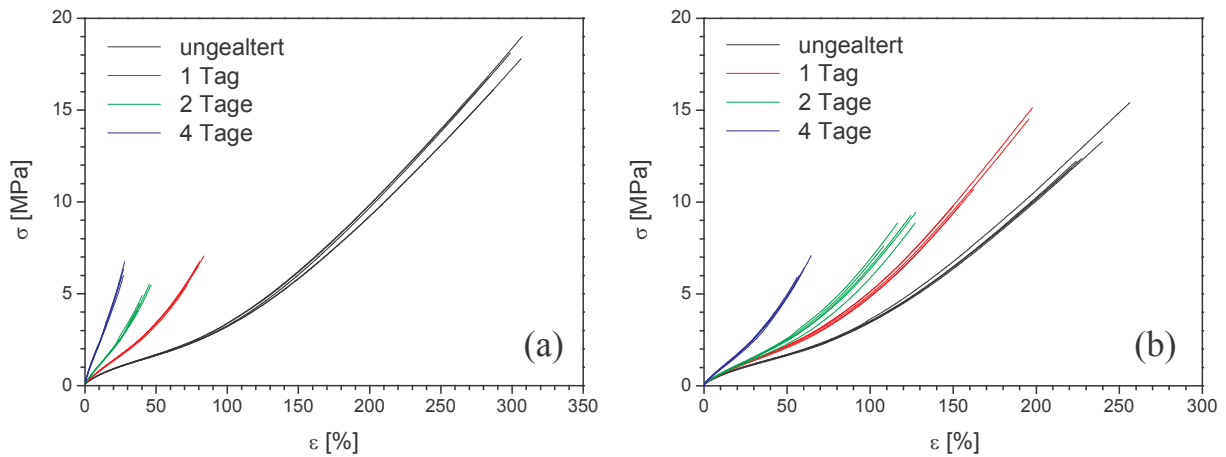 20
15
10
5
0
σ [MPa]
ungealtert
1 Tag
2 Tage
4 Tage
(a)
0 50 100 150 200 250 300 350
ε [%]
20
15
10
5
0
σ [MPa]
ungealtert
1 Tag
2 Tage
4 Tage
(b)
0 50 100 150 200 250 300
ε [%]